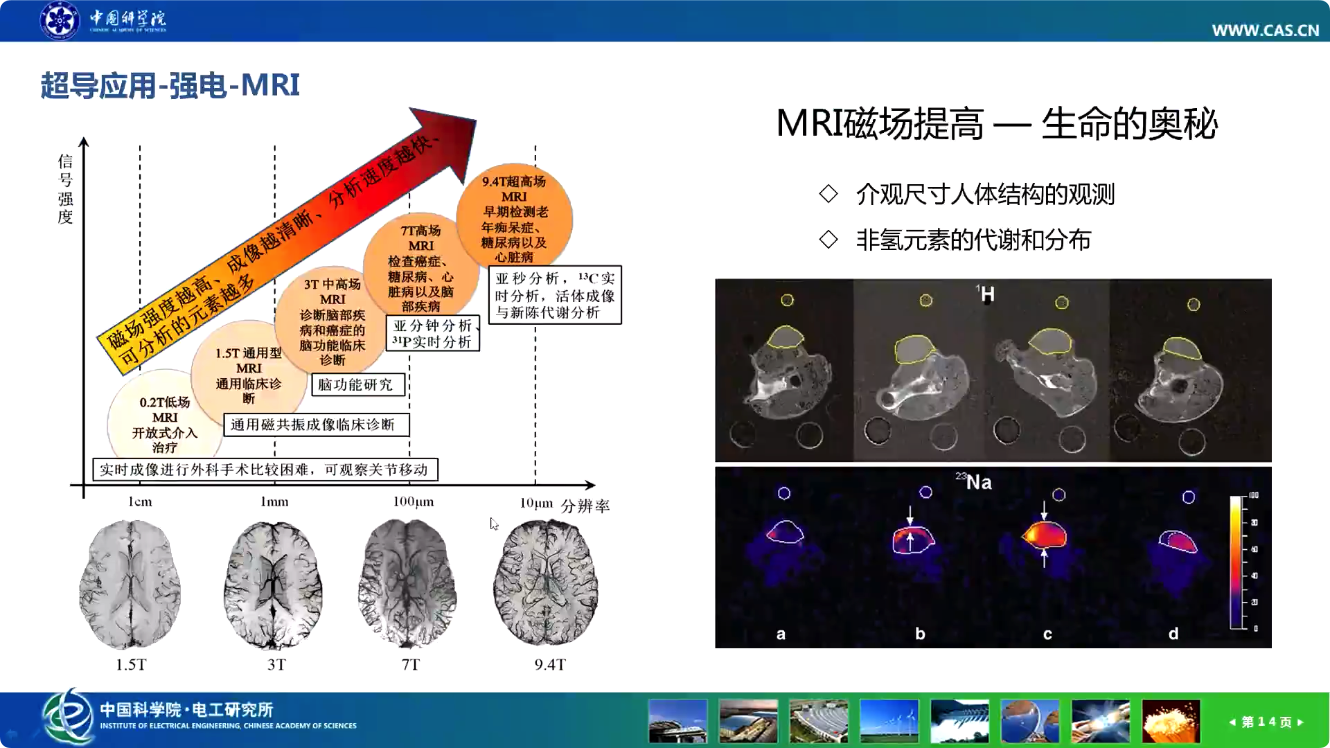 中国科学院
CHINESE ACADEMY OF SCIENCES
WWW.CAS.CN
超导应用-强电-MRI
信号强度
磁场强度越高、成像越清晰、分析速度越快、
可分析的元素越多
9.4T超高场
MRI
早期检测老
年痴呆症、
糖尿病以及
心脏病
亚秒分析，¹³C实
时分析，活体成像
与新陈代谢分析
7T高场
MRI
检查癌症、
糖尿病、心
脏病以及脑
部疾病
亚分钟分析、
³¹P实时分析
3T 中高场
MRI
诊断脑部疾
病和癌症的
脑功能临床
诊断
脑功能研究
1.5T 通用型
MRI
通用临床诊
断
通用磁共振成像临床诊断
0.2T低场
MRI
开放式介入
治疗
实时成像进行外科手术比较困难，可观察关节移动
1cm
1mm
100μm
10μm
分辨率
1.5T
3T
7T
9.4T
MRI磁场提高 — 生命的奥秘
◇ 介观尺寸人体结构的观测
◇ 非氢元素的代谢和分布
¹H
²³Na
a
b
c
d
中国科学院·电工研究所
INSTITUTE OF ELECTRICAL ENGINEERING, CHINESE ACADEMY OF SCIENCES
第14页